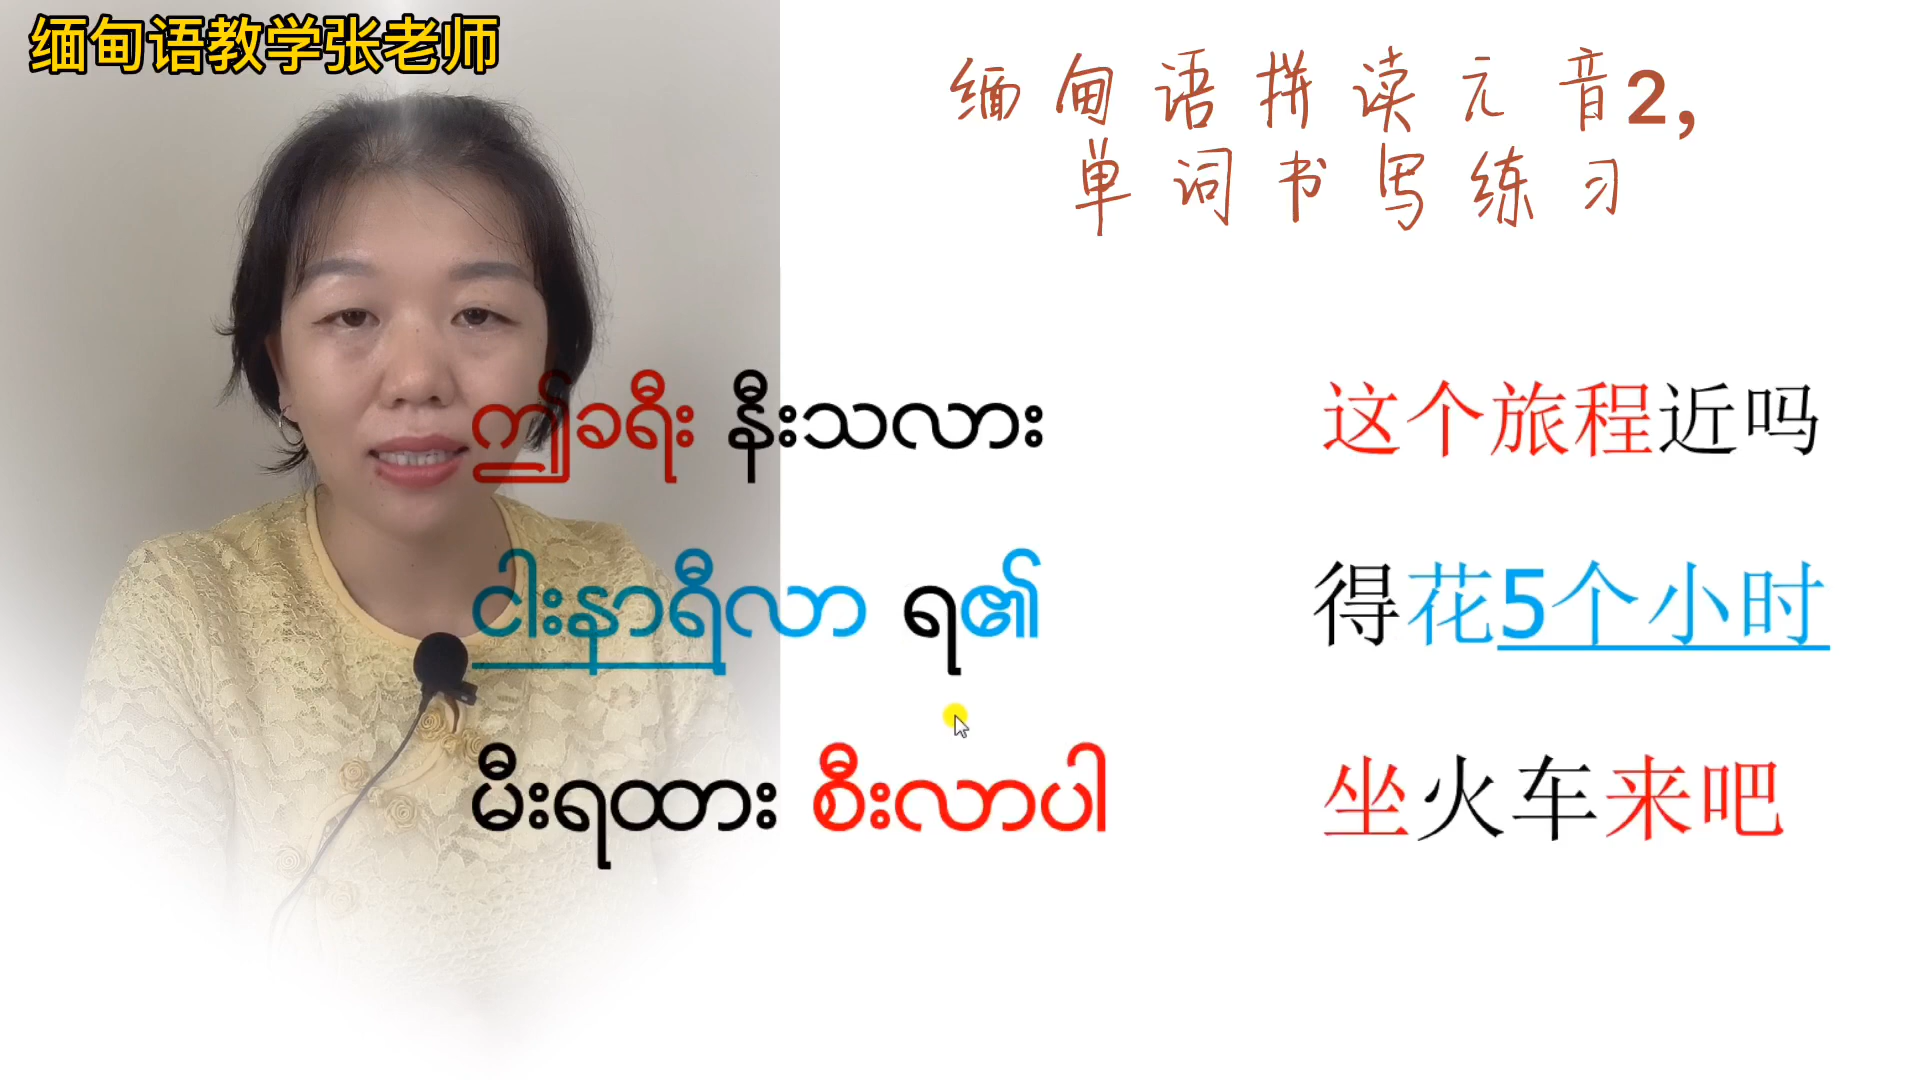 缅甸语教学张老师
缅甸语拼读元音2，
单词书写练习
ဤခရီး နီးသလား
这个旅程近吗
ငါးနာရီလာ ရ၏
得花5个小时
မီးရထား စီးလာပါ
坐火车来吧